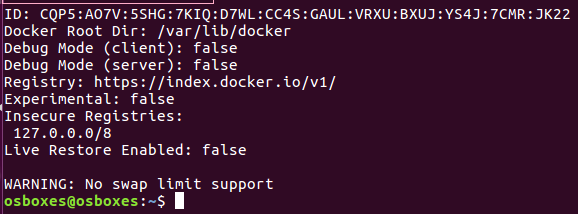 ID: CQP5:AO7V:5SHG:7KIQ:D7WL:CC4S:GAUL:VRXU:BXUJ:YS4J:7CMR:JK22
Docker Root Dir: /var/lib/docker
Debug Mode (client): false
Debug Mode (server): false
Registry: https://index.docker.io/v1/
Experimental: false
Insecure Registries:
 127.0.0.0/8
Live Restore Enabled: false

WARNING: No swap limit support
osboxes@osboxes:~$